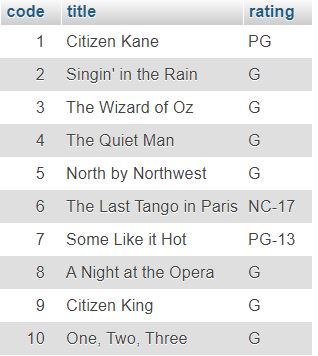 code title rating
1 Citizen Kane PG
2 Singin' in the Rain G
3 The Wizard of Oz G
4 The Quiet Man G
5 North by Northwest G
6 The Last Tango in Paris NC-17
7 Some Like it Hot PG-13
8 A Night at the Opera G
9 Citizen King G
10 One, Two, Three G